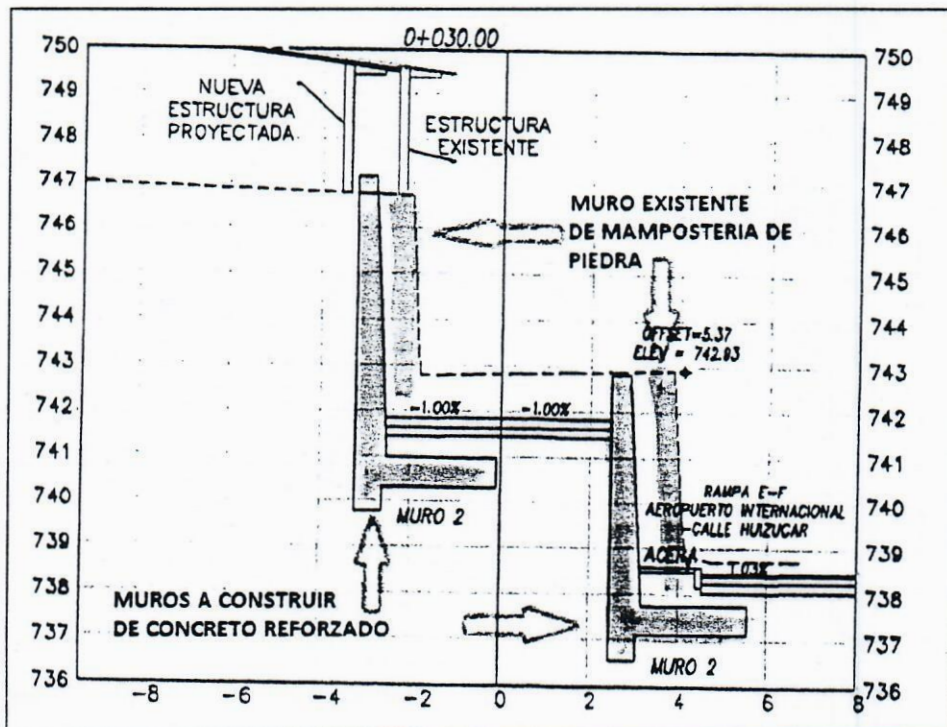 0+030.00
750
749
748
747
746
745
744
743
742
741
740
739
738
737
736
NUEVA
ESTRUCTURA
PROYECTADA
ESTRUCTURA
EXISTENTE
MURO EXISTENTE
DE MAMPOSTERIA DE
PIEDRA
OFFSET=5.37
ELEV = 742.93
-1.00%
-1.00%
MURO 2
RAMPA E-F
AEROPUERTO INTERNACIONAL
CALLE HUIZUCAR
ACERA
MUROS A CONSTRUIR
DE CONCRETO REFORZADO
MURO 2
750
749
748
747
746
745
744
743
742
741
740
739
738
737
736
-8
-6
-4
-2
0
2
4
6
8